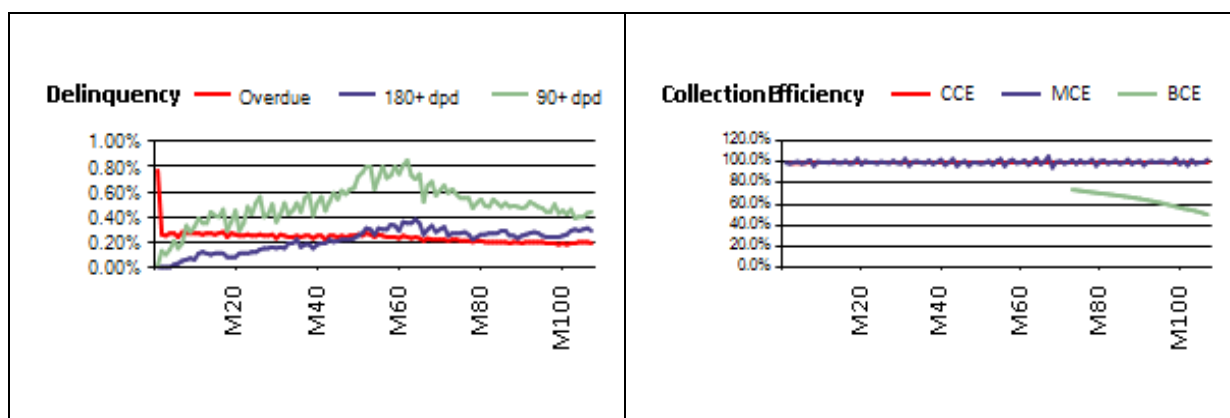 Delinquency Overdue 180+ dpd 90+ dpd
1.00%
0.80%
0.60%
0.40%
0.20%
0.00%
M20
M40
M60
M80
M100
Collection Efficiency CCE MCE BCE
120.0%
100.0%
80.0%
60.0%
40.0%
20.0%
0.0%
M20
M40
M60
M80
M100